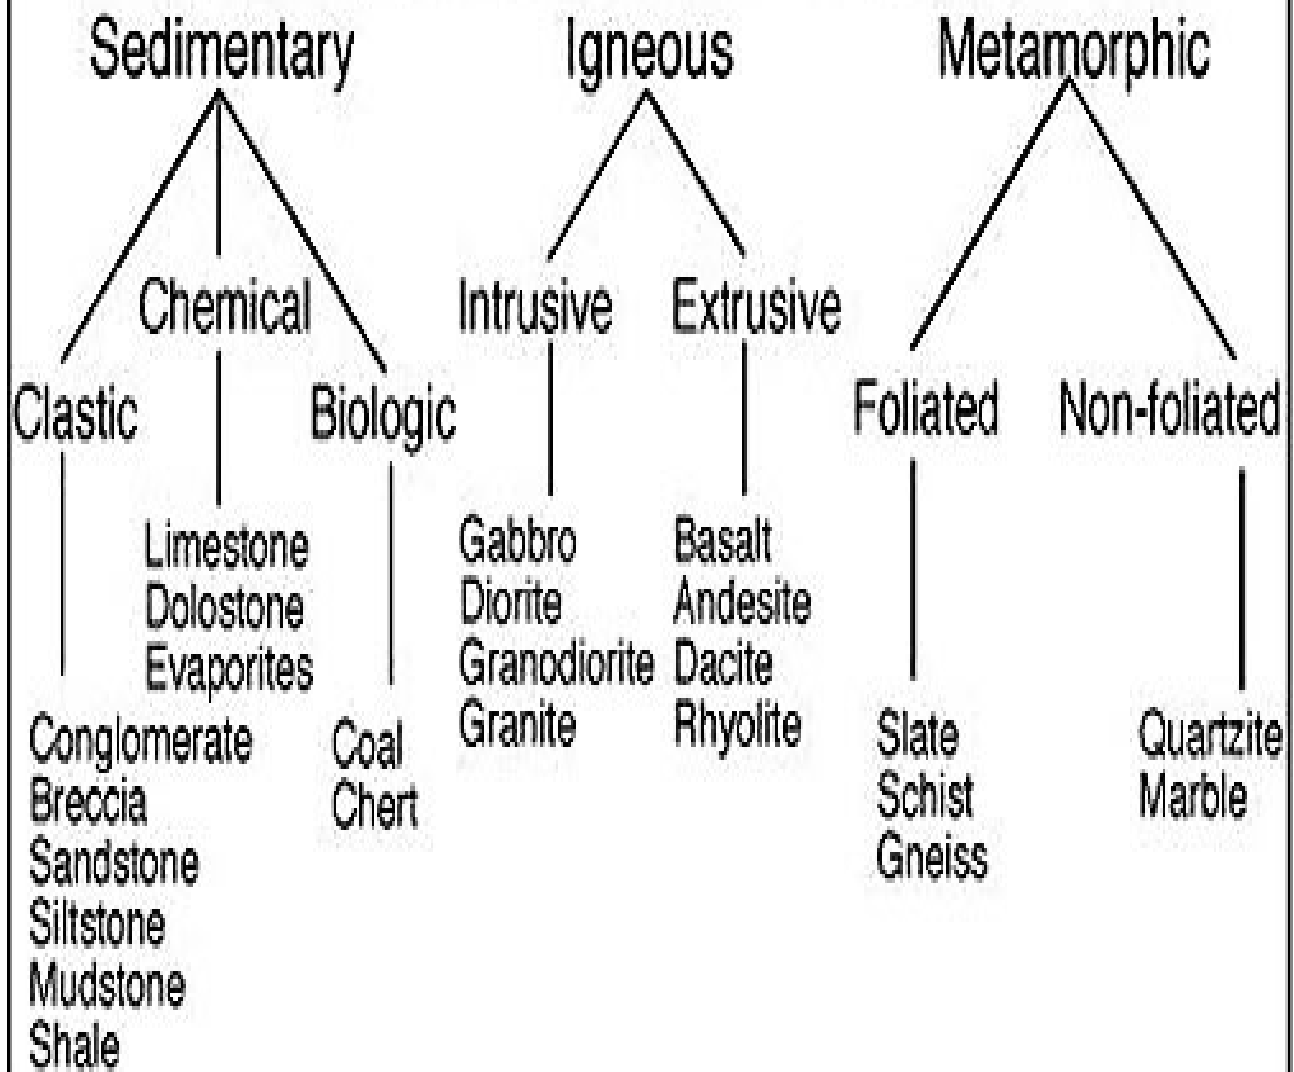 Sedimentary
Igneous
Metamorphic
Chemical
Intrusive
Extrusive
Clastic
Biologic
Foliated
Non-foliated
Limestone
Dolostone
Evaporites
Gabbro
Diorite
Granodiorite
Granite
Basalt
Andesite
Dacite
Rhyolite
Conglomerate
Breccia
Sandstone
Siltstone
Mudstone
Shale
Coal
Chert
Slate
Schist
Gneiss
Quartzite
Marble